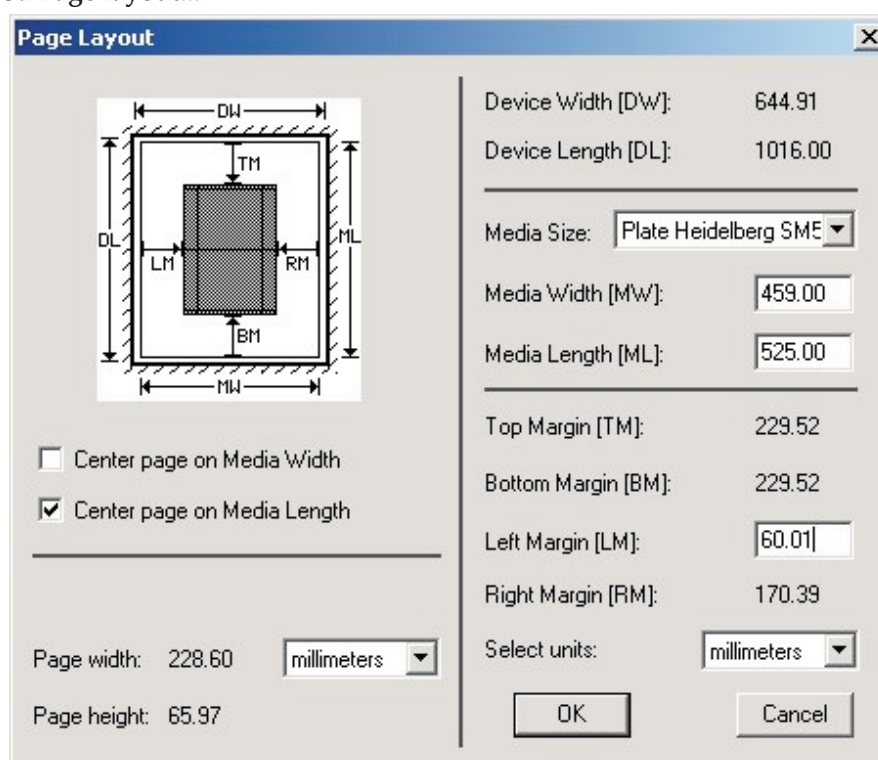 Page Layout
DW
TM
DL
ML
LM
RM
BM
MW
Center page on Media Width
Center page on Media Length
Page width: 228.60 millimeters
Page height: 65.97
Device Width [DW]: 644.91
Device Length [DL]: 1016.00
Media Size: Plate Heidelberg SM5
Media Width [MW]: 459.00
Media Length [ML]: 525.00
Top Margin [TM]: 229.52
Bottom Margin [BM]: 229.52
Left Margin [LM]: 60.01
Right Margin [RM]: 170.39
Select units: millimeters
OK Cancel